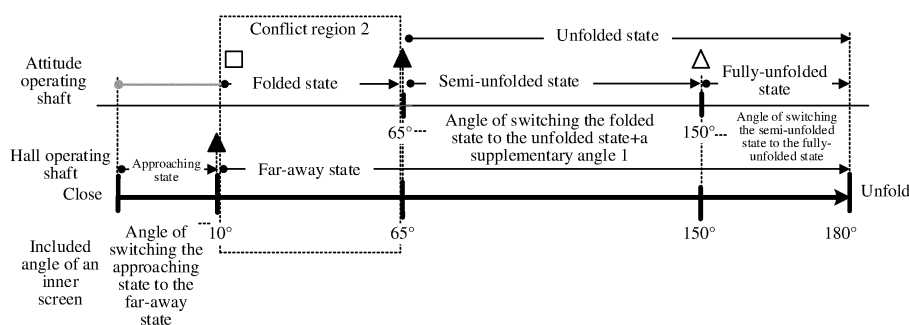 Conflict region 2
Unfolded state
Attitude
operating
shaft
Folded state
Semi-unfolded state
Fully-unfolded
state
65°
Angle of switching the folded
state to the unfolded state+a
supplementary angle 1
150°
Angle of switching
the semi-unfolded
state to the fully-
unfolded state
Hall operating
shaft
Approaching
state
Far-away state
Close
Unfold
10°
65°
150°
180°
Included
angle of an
inner
screen
Angle of
switching the
approaching
state to the
far-away
state